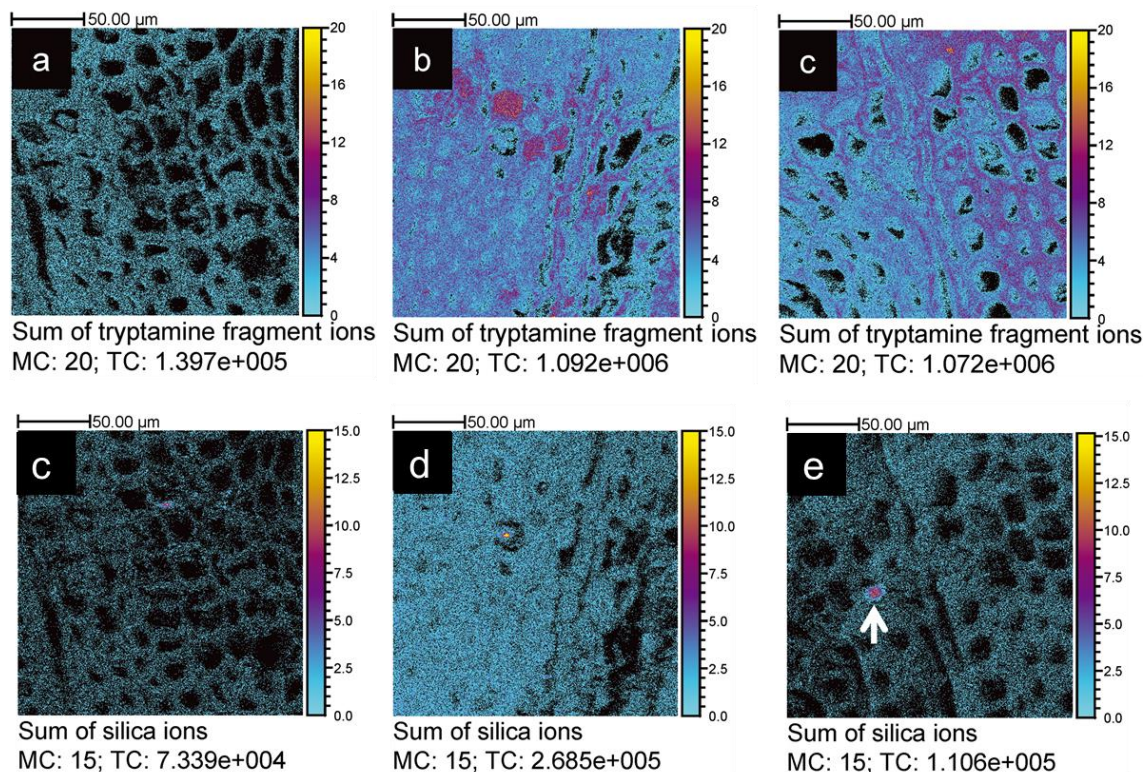 50.00 µm
a
20
16
12
8
4
0
Sum of tryptamine fragment ions
MC: 20; TC: 1.397e+005
50.00 µm
b
20
16
12
8
4
0
Sum of tryptamine fragment ions
MC: 20; TC: 1.092e+006
50.00 µm
c
20
16
12
8
4
0
Sum of tryptamine fragment ions
MC: 20; TC: 1.072e+006
50.00 µm
c
15.0
12.5
10.0
7.5
5.0
2.5
0.0
Sum of silica ions
MC: 15; TC: 7.339e+004
50.00 µm
d
15.0
12.5
10.0
7.5
5.0
2.5
0.0
Sum of silica ions
MC: 15; TC: 2.685e+005
50.00 µm
e
15.0
12.5
10.0
7.5
5.0
2.5
0.0
Sum of silica ions
MC: 15; TC: 1.106e+005